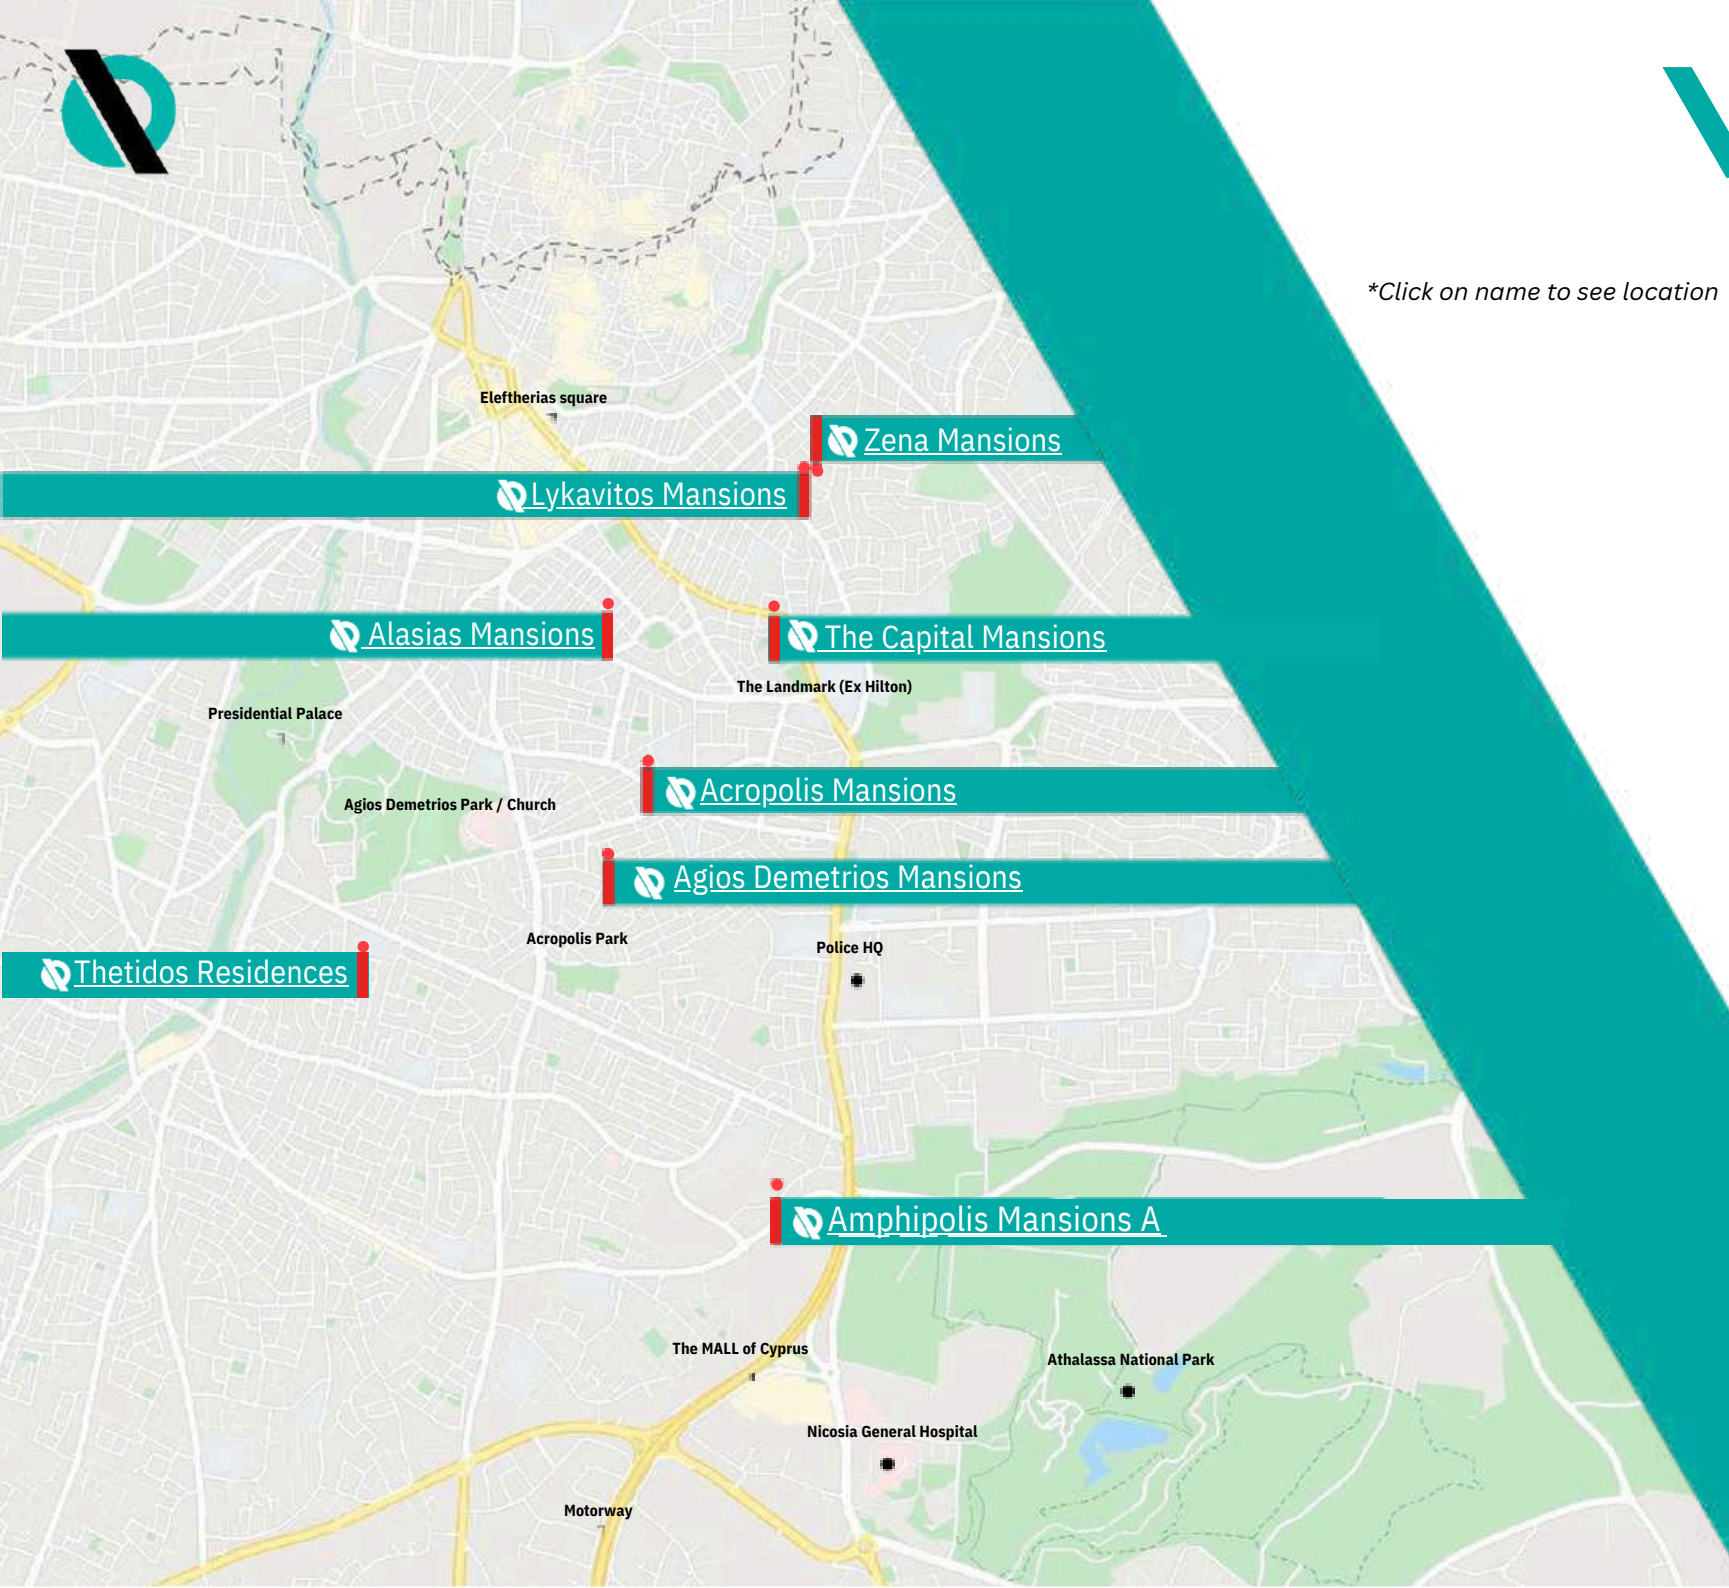 *Click on name to see location
Eleftherias square
Zena Mansions
Lykavitos Mansions
Alasias Mansions
The Capital Mansions
The Landmark (Ex Hilton)
Presidential Palace
Acropolis Mansions
Agios Demetrios Park / Church
Agios Demetrios Mansions
Acropolis Park
Police HQ
Thetidos Residences
Amphipolis Mansions A
The MALL of Cyprus
Athalassa National Park
Nicosia General Hospital
Motorway